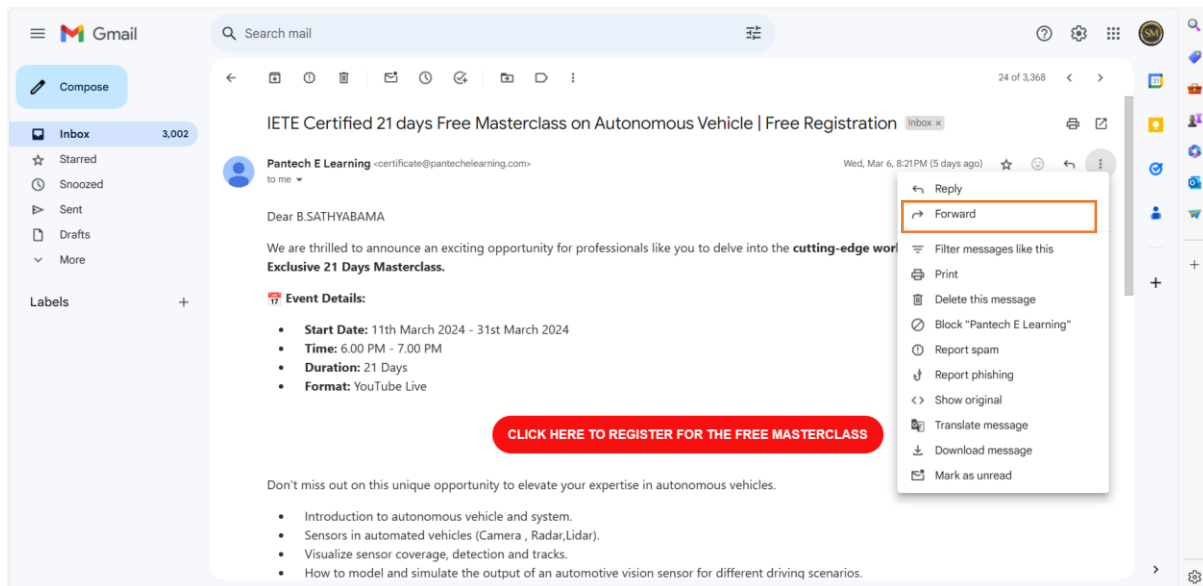 Gmail
Search mail
SM
Compose
24 of 3,368
31
IETE Certified 21 days Free Masterclass on Autonomous Vehicle | Free Registration Inbox ×
Inbox 3,002
Starred
Snoozed
Sent
Drafts
More
Labels
Pantech E Learning <certificate@pantechelearning.com>
Wed, Mar 6, 8:21 PM (5 days ago)
to me
Dear B.SATHYABAMA
We are thrilled to announce an exciting opportunity for professionals like you to delve into the cutting-edge
Exclusive 21 Days Masterclass.
📅 Event Details:
• Start Date: 11th March 2024 - 31st March 2024
• Time: 6.00 PM - 7.00 PM
• Duration: 21 Days
• Format: YouTube Live
CLICK HERE TO REGISTER FOR THE FREE MASTERCLASS
Don't miss out on this unique opportunity to elevate your expertise in autonomous vehicles.
• Introduction to autonomous vehicle and system.
• Sensors in automated vehicles (Camera , Radar,Lidar).
• Visualize sensor coverage, detection and tracks.
• How to model and simulate the output of an automotive vision sensor for different driving scenarios.
Reply
Forward
Filter messages like this
Print
Delete this message
Block "Pantech E Learning"
Report spam
Report phishing
Show original
Translate message
Download message
Mark as unread